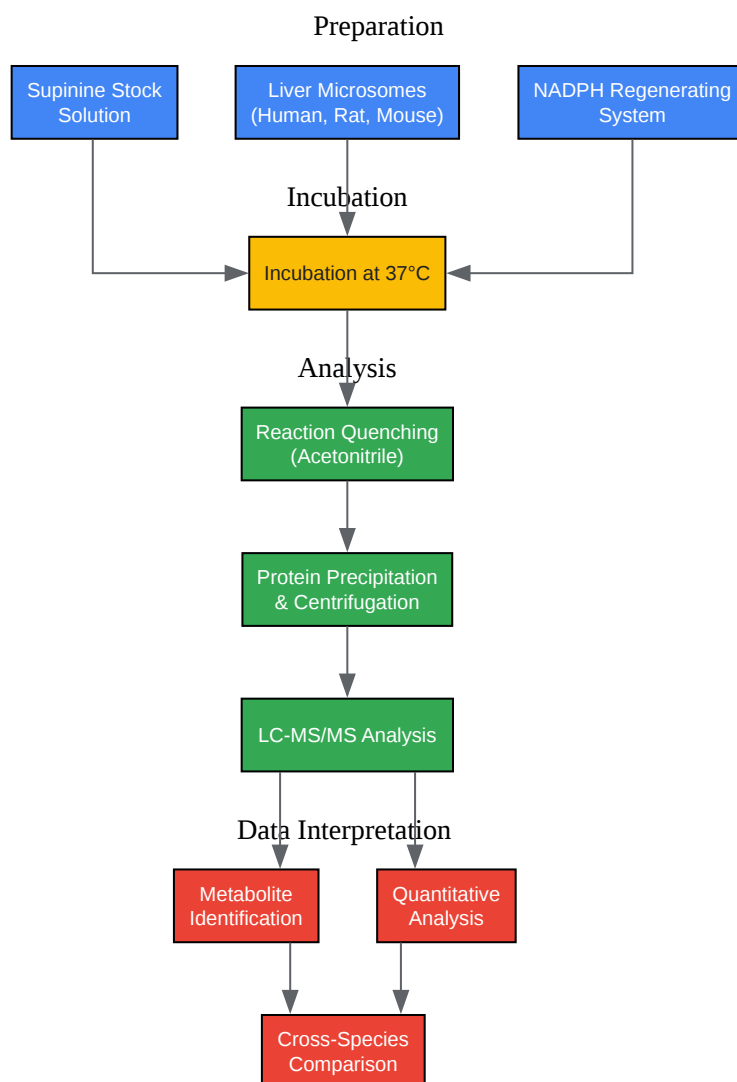 Preparation
Supinine Stock
Solution
Liver Microsomes
(Human, Rat, Mouse)
NADPH Regenerating
System
Incubation
Incubation at 37°C
Analysis
Reaction Quenching
(Acetonitrile)
Protein Precipitation
& Centrifugation
LC-MS/MS Analysis
Data Interpretation
Metabolite
Identification
Quantitative
Analysis
Cross-Species
Comparison